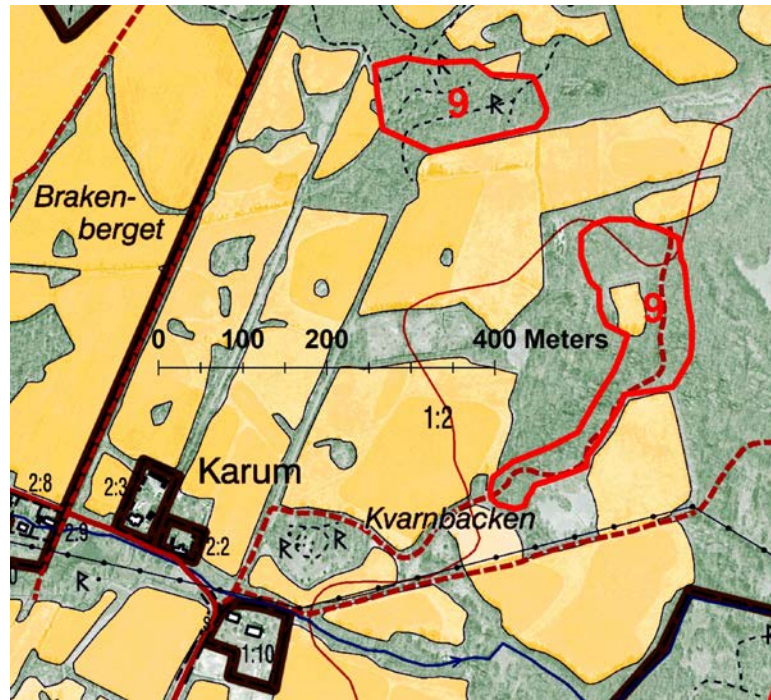 R
9
R
Braken-
berget
9
0 100 200 400 Meters
1:2
2:8
2:3
Karum
2:9
2:2
Kvarnbacken
R
R
R
1:10